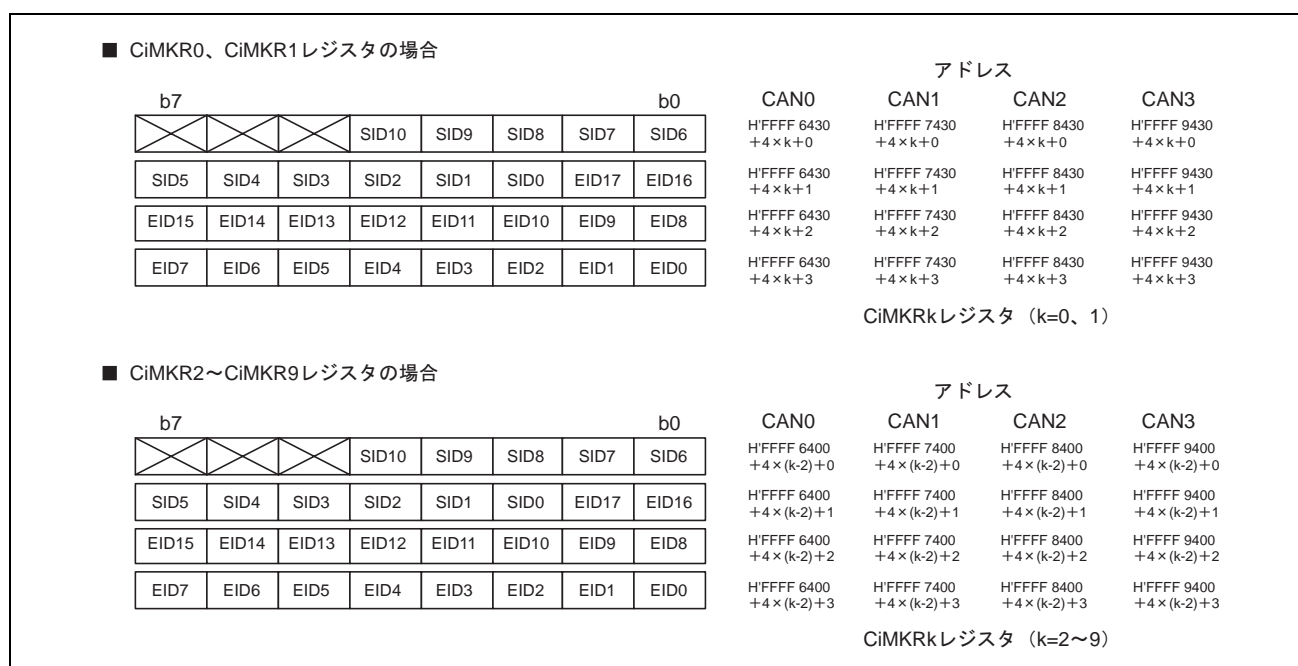 ■ CiMKR0、CiMKR1レジスタの場合
アドレス
b7 b0 CAN0 CAN1 CAN2 CAN3
SID10 SID9 SID8 SID7 SID6 H'FFFF 6430 H'FFFF 7430 H'FFFF 8430 H'FFFF 9430
+4×k+0 +4×k+0 +4×k+0 +4×k+0
SID5 SID4 SID3 SID2 SID1 SID0 EID17 EID16 H'FFFF 6430 H'FFFF 7430 H'FFFF 8430 H'FFFF 9430
+4×k+1 +4×k+1 +4×k+1 +4×k+1
EID15 EID14 EID13 EID12 EID11 EID10 EID9 EID8 H'FFFF 6430 H'FFFF 7430 H'FFFF 8430 H'FFFF 9430
+4×k+2 +4×k+2 +4×k+2 +4×k+2
EID7 EID6 EID5 EID4 EID3 EID2 EID1 EID0 H'FFFF 6430 H'FFFF 7430 H'FFFF 8430 H'FFFF 9430
+4×k+3 +4×k+3 +4×k+3 +4×k+3
CiMKRkレジスタ（k=0、1）
■ CiMKR2～CiMKR9レジスタの場合
アドレス
b7 b0 CAN0 CAN1 CAN2 CAN3
SID10 SID9 SID8 SID7 SID6 H'FFFF 6400 H'FFFF 7400 H'FFFF 8400 H'FFFF 9400
+4×(k-2)+0 +4×(k-2)+0 +4×(k-2)+0 +4×(k-2)+0
SID5 SID4 SID3 SID2 SID1 SID0 EID17 EID16 H'FFFF 6400 H'FFFF 7400 H'FFFF 8400 H'FFFF 9400
+4×(k-2)+1 +4×(k-2)+1 +4×(k-2)+1 +4×(k-2)+1
EID15 EID14 EID13 EID12 EID11 EID10 EID9 EID8 H'FFFF 6400 H'FFFF 7400 H'FFFF 8400 H'FFFF 9400
+4×(k-2)+2 +4×(k-2)+2 +4×(k-2)+2 +4×(k-2)+2
EID7 EID6 EID5 EID4 EID3 EID2 EID1 EID0 H'FFFF 6400 H'FFFF 7400 H'FFFF 8400 H'FFFF 9400
+4×(k-2)+3 +4×(k-2)+3 +4×(k-2)+3 +4×(k-2)+3
CiMKRkレジスタ（k=2～9）